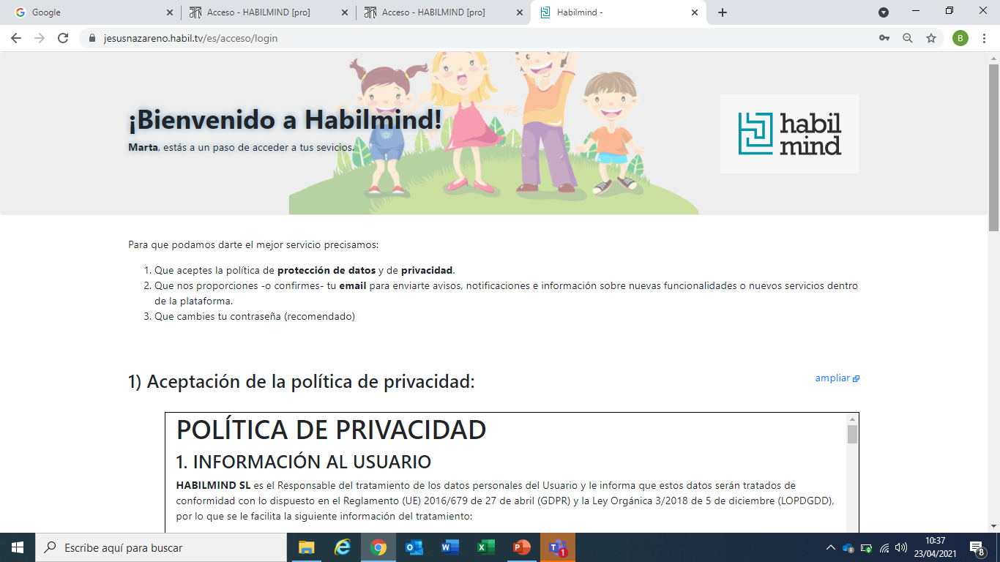 Google
Acceso - HABILMIND [pro]
Acceso - HABILMIND [pro]
Habilmind -
jesusnazareno.habil.tv/es/acceso/login
B
¡Bienvenido a Habilmind!
Marta, estás a un paso de acceder a tus sevicios.
habil
mind
Para que podamos darte el mejor servicio precisamos:
1. Que aceptes la política de protección de datos y de privacidad.
2. Que nos proporciones -o confirmes- tu email para enviarte avisos, notificaciones e información sobre nuevas funcionalidades o nuevos servicios dentro
de la plataforma.
3. Que cambies tu contraseña (recomendado)
1) Aceptación de la política de privacidad:
ampliar
POLÍTICA DE PRIVACIDAD
1. INFORMACIÓN AL USUARIO
HABILMIND SL es el Responsable del tratamiento de los datos personales del Usuario y le informa que estos datos serán tratados de
conformidad con lo dispuesto en el Reglamento (UE) 2016/679 de 27 de abril (GDPR) y la Ley Orgánica 3/2018 de 5 de diciembre (LOPDGDD),
por lo que se le facilita la siguiente información del tratamiento:
Escribe aquí para buscar
1
10:37
23/04/2021
8